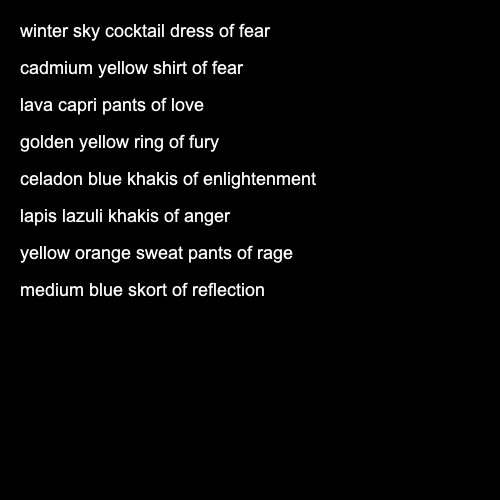 winter sky cocktail dress of fear
cadmium yellow shirt of fear
lava capri pants of love
golden yellow ring of fury
celadon blue khakis of enlightenment
lapis lazuli khakis of anger
yellow orange sweat pants of rage
medium blue skort of reflection